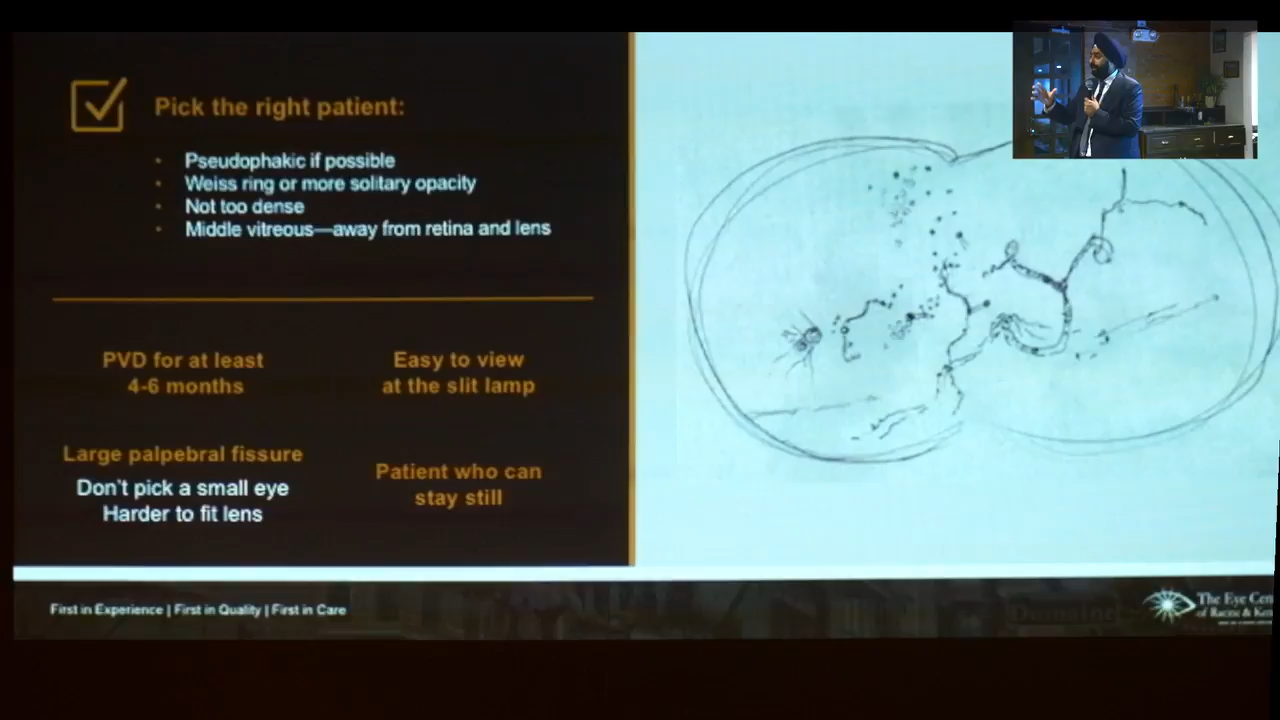 Pick the right patient:
• Pseudophakic if possible
• Weiss ring or more solitary opacity
• Not too dense
• Middle vitreous—away from retina and lens
PVD for at least
4-6 months
Easy to view
at the slit lamp
Large palpebral fissure
Don't pick a small eye
Harder to fit lens
Patient who can
stay still
First in Experience | First in Quality | First in Care
The Eye Cen
of Racine & Ken